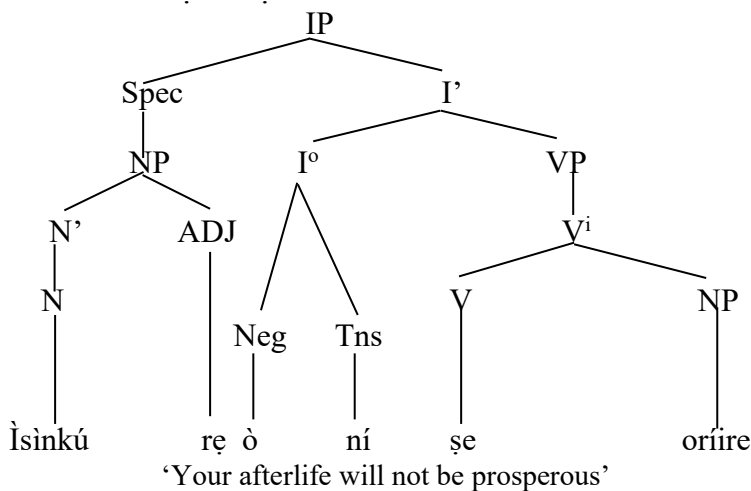 IP
Spec I’
NP Iº VP
N’ ADJ Vⁱ
N V NP
Neg Tns
Ìsìnkú rẹ ò ní ṣe oríire
‘Your afterlife will not be prosperous’